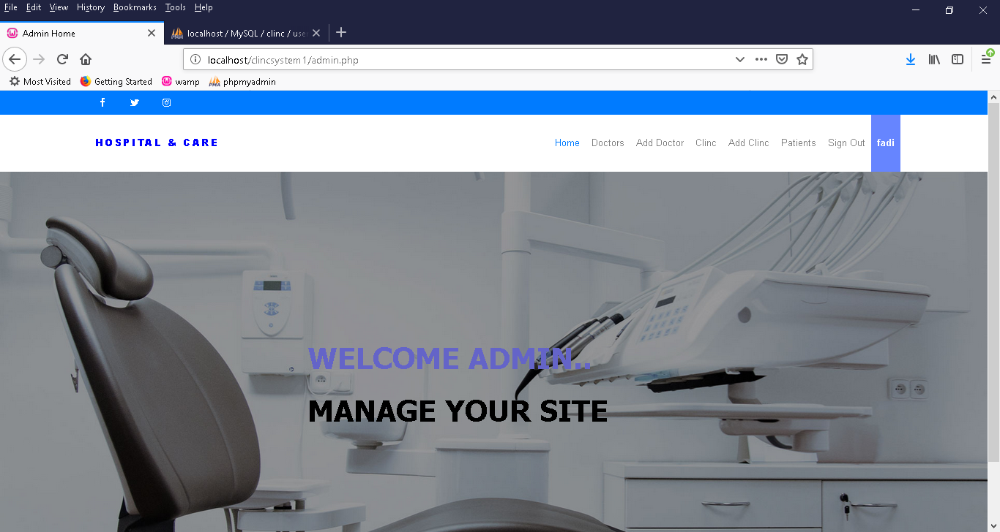 File Edit View History Bookmarks Tools Help
Admin Home
localhost / MySQL / clinc / use
localhost/clincsystem1/admin.php
Most Visited Getting Started wamp phpmyadmin
HOSPITAL & CARE
Home Doctors Add Doctor Clinc Add Clinc Patients Sign Out fadi
WELCOME ADMIN..
MANAGE YOUR SITE